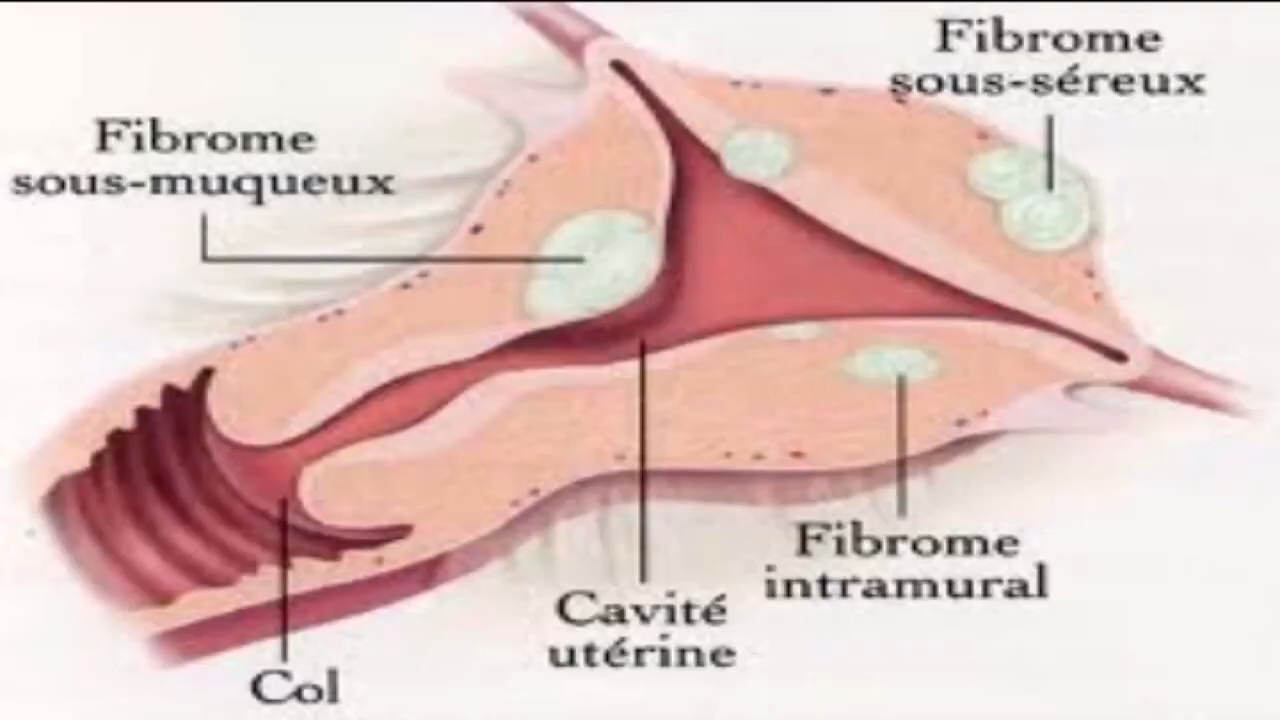 Fibrome
sous-séreux
Fibrome
sous-muqueux
Fibrome
intramural
Cavité
utérine
Col